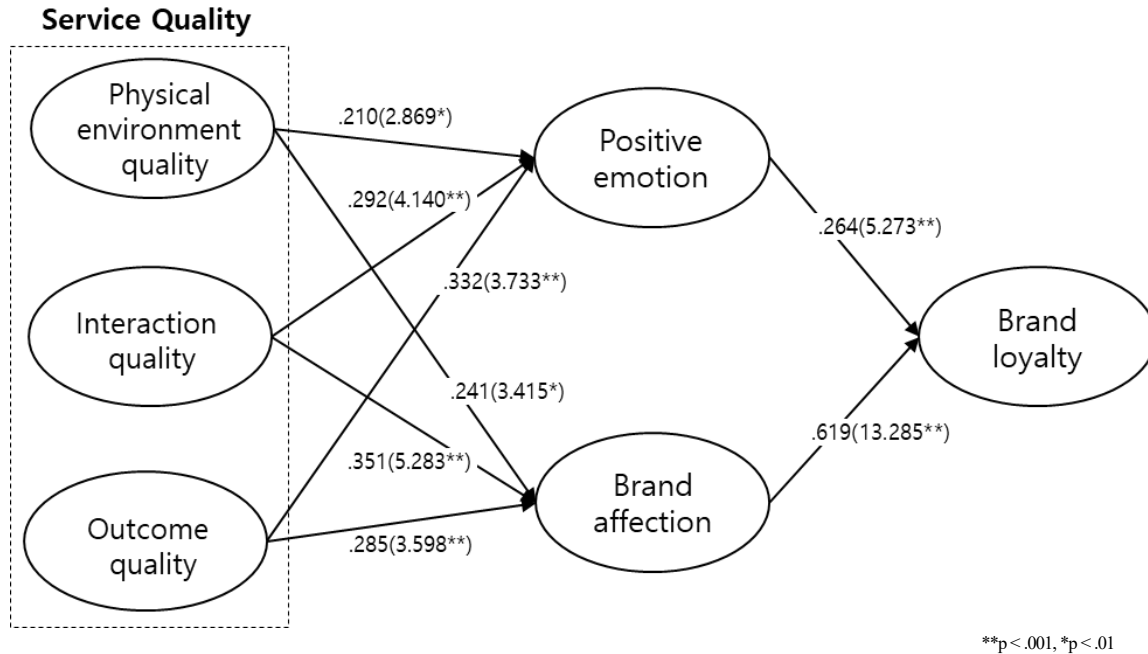 Service Quality
Physical
environment
quality
.210(2.869*)
Positive
emotion
.292(4.140**)
.264(5.273**)
.332(3.733**)
Interaction
quality
Brand
loyalty
.241(3.415*)
.619(13.285**)
.351(5.283**)
Brand
affection
Outcome
quality
.285(3.598**)
**p < .001, *p < .01